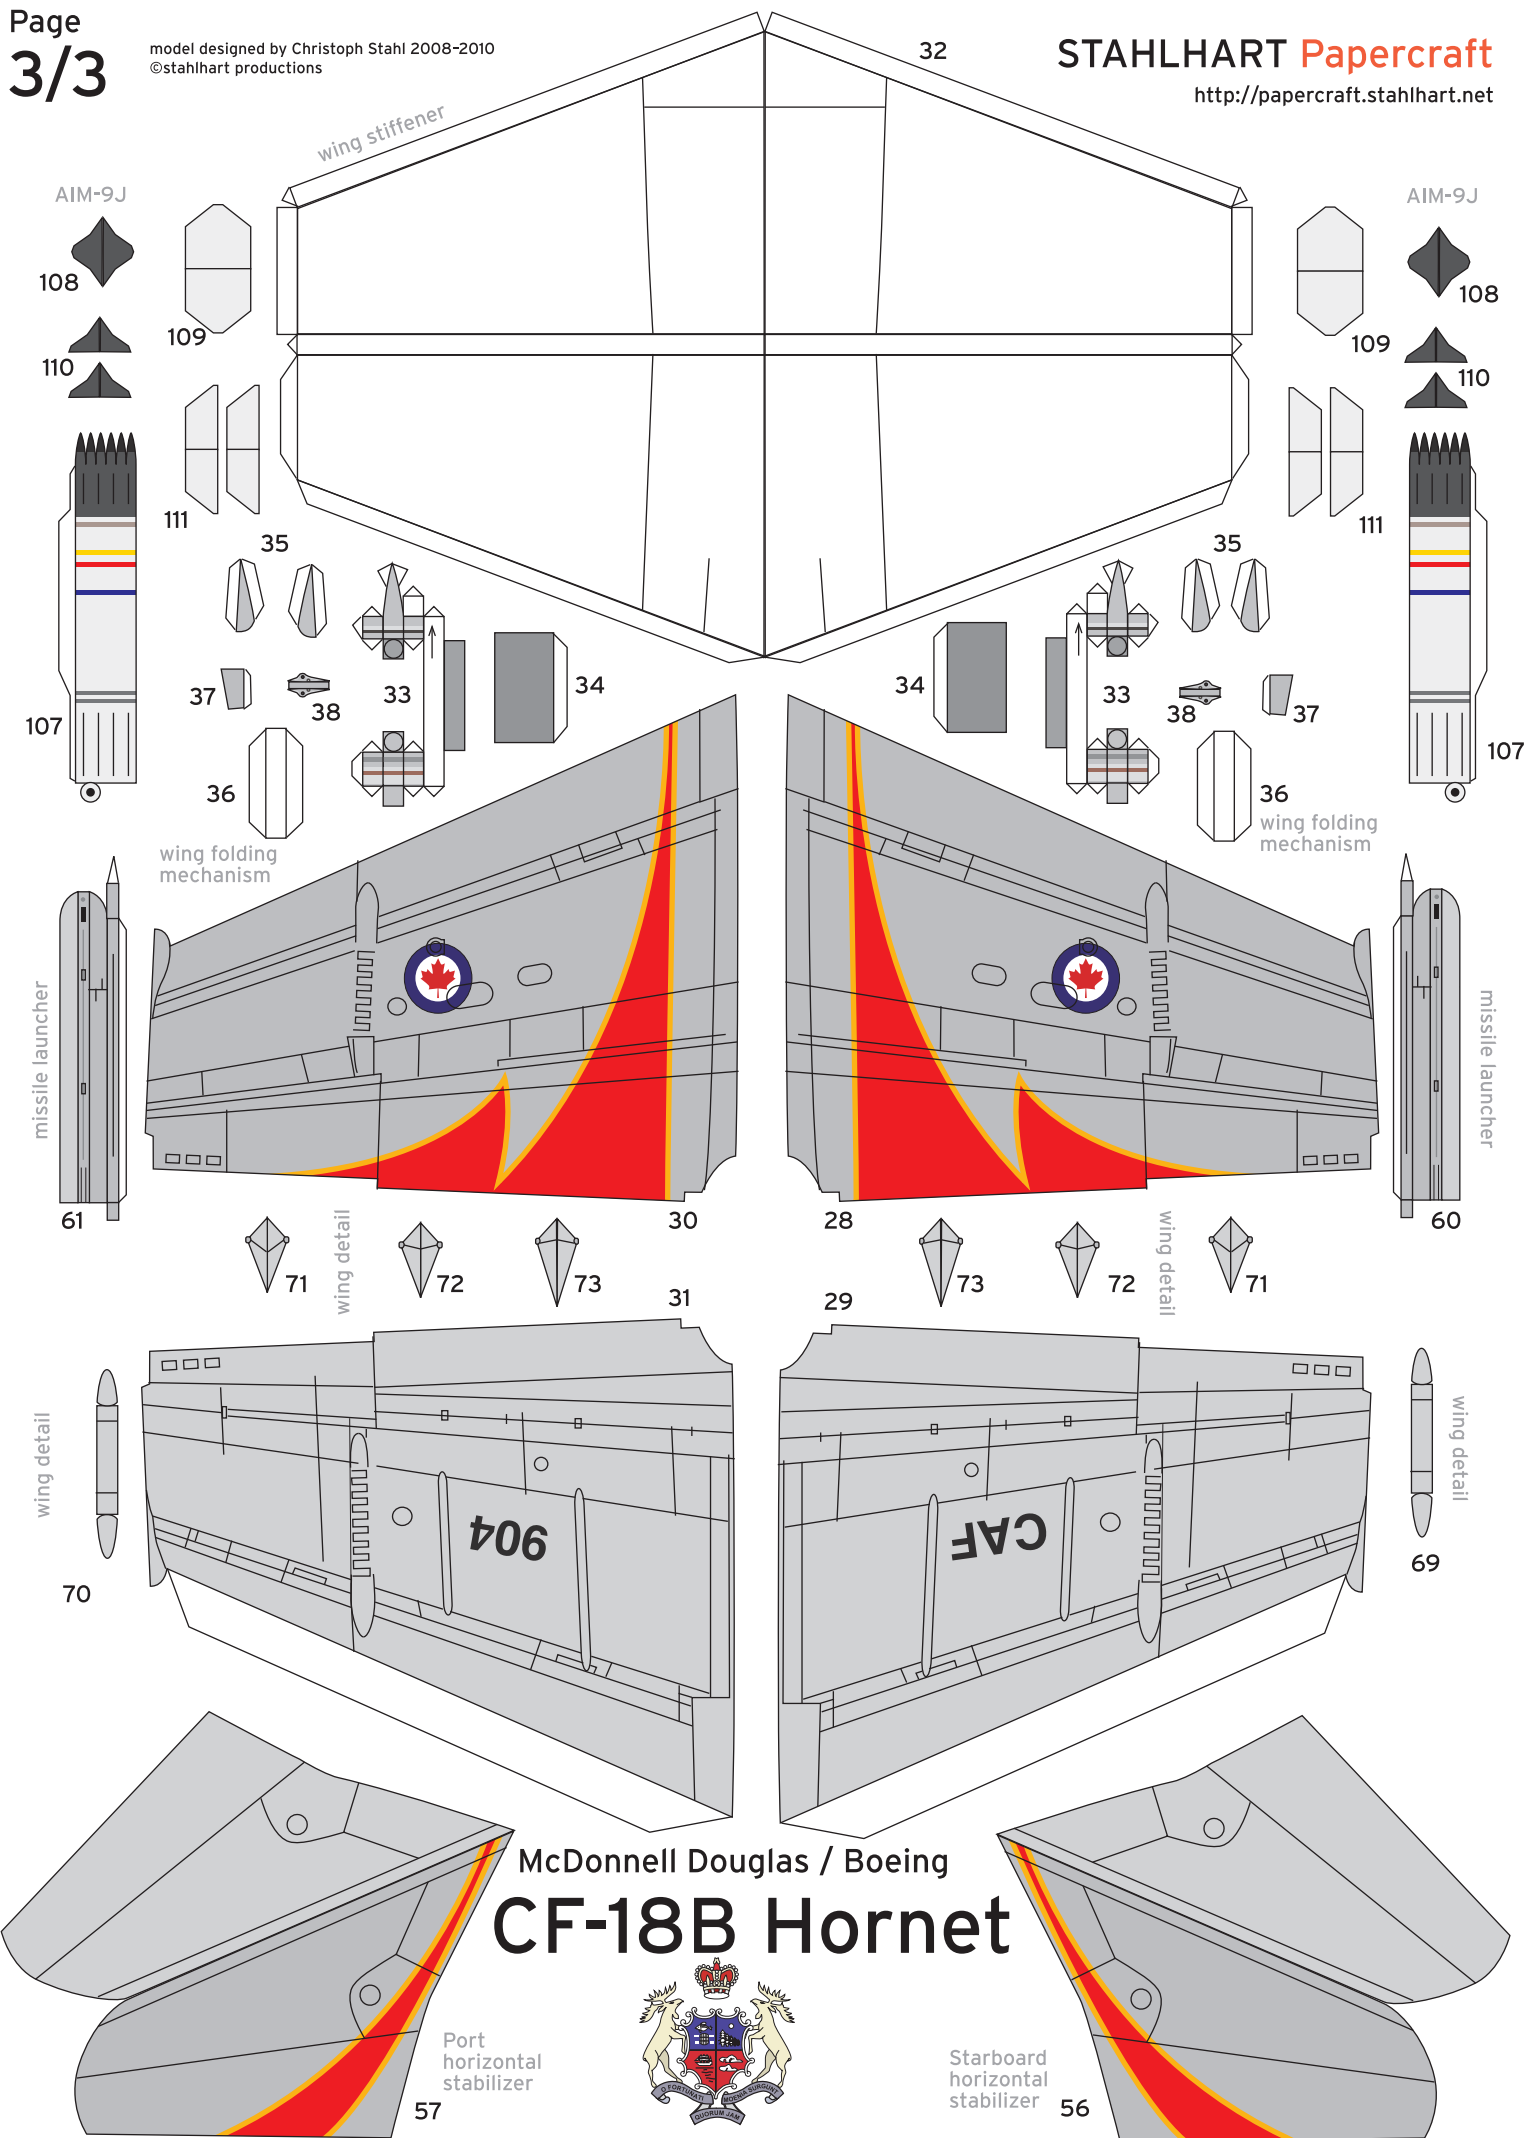 Page
3/3
model designed by Christoph Stahl 2008-2010
©stahlhart productions
32
STAHLHART Papercraft
http://papercraft.stahlhart.net
wing stiffener
AIM-9J
AIM-9J
108
108
109
109
110
110
111
111
35
35
37
38
33
34
34
33
38
37
107
107
36
36
wing folding
mechanism
wing folding
mechanism
missile launcher
missile launcher
61
30
28
60
wing detail
wing detail
71
72
73
73
72
71
31
29
wing detail
wing detail
904
CAF
70
69
McDonnell Douglas / Boeing
CF-18B Hornet
Port
horizontal
stabilizer
57
Starboard
horizontal
stabilizer
56
O FORTUNATI
MOENIA SURGUNT
QUORUM JAM